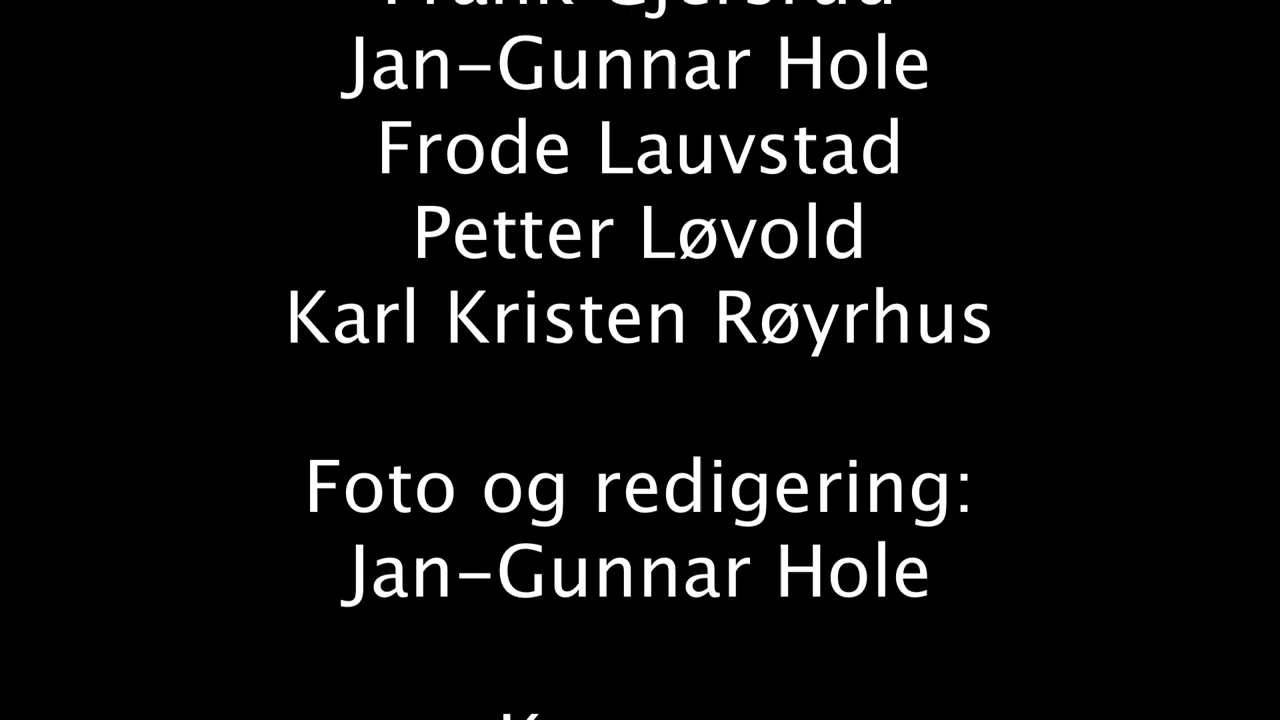 Jan-Gunnar Hole
Frode Lauvstad
Petter Løvold
Karl Kristen Røyrhus
Foto og redigering:
Jan-Gunnar Hole